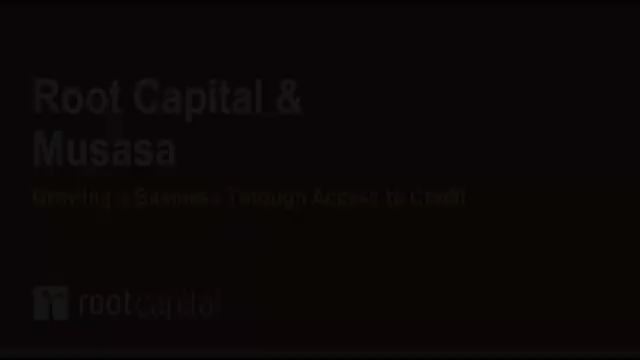 Root Capital &
Musasa
Growing a Business Through Access to Credit
rootcapital